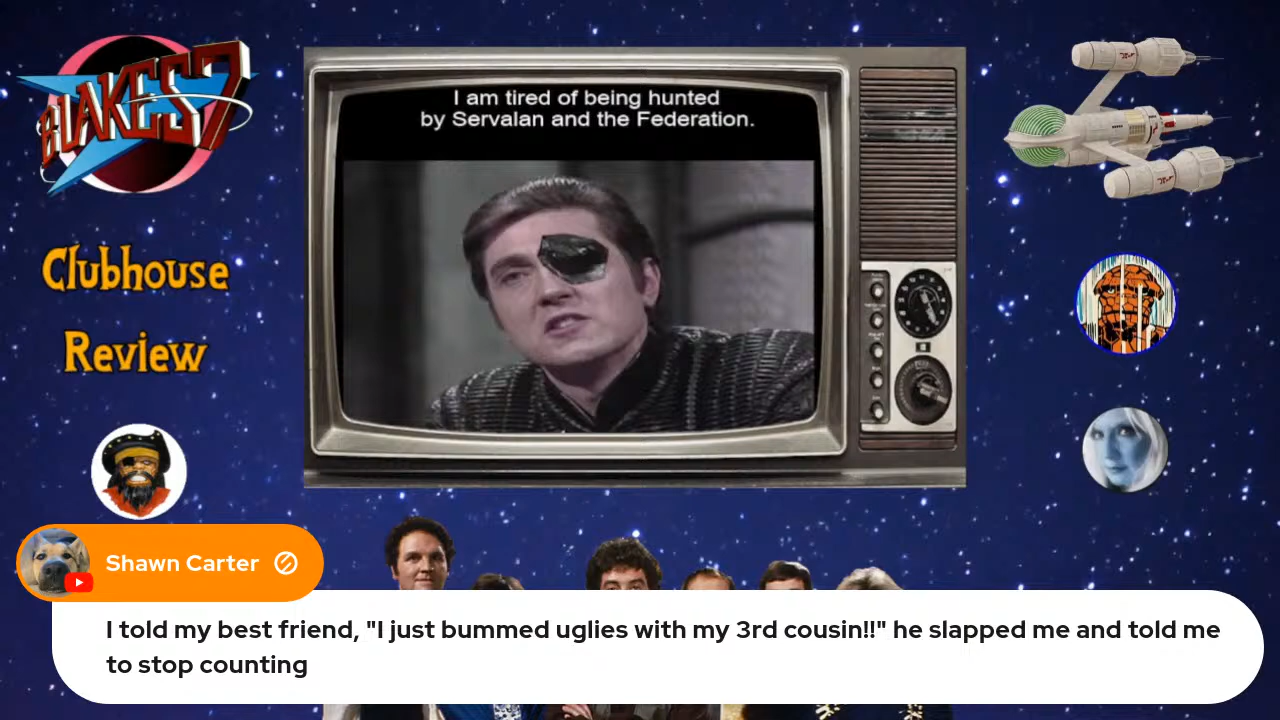 BLAKES 7
I am tired of being hunted
by Servalan and the Federation.
Clubhouse
Review
Shawn Carter
I told my best friend, "I just bummed uglies with my 3rd cousin!!" he slapped me and told me
to stop counting